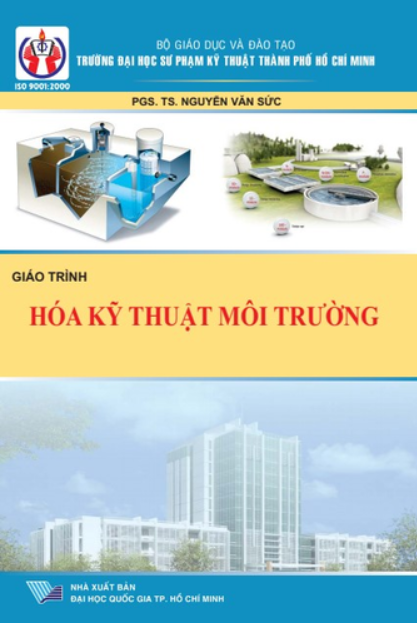 BỘ GIÁO DỤC VÀ ĐÀO TẠO
TRƯỜNG ĐẠI HỌC SƯ PHẠM KỸ THUẬT THÀNH PHỐ HỒ CHÍ MINH
ISO 9001:2000
PGS. TS. NGUYỄN VĂN SỨC
GIÁO TRÌNH
HÓA KỸ THUẬT MÔI TRƯỜNG
NHÀ XUẤT BẢN
ĐẠI HỌC QUỐC GIA TP. HỒ CHÍ MINH